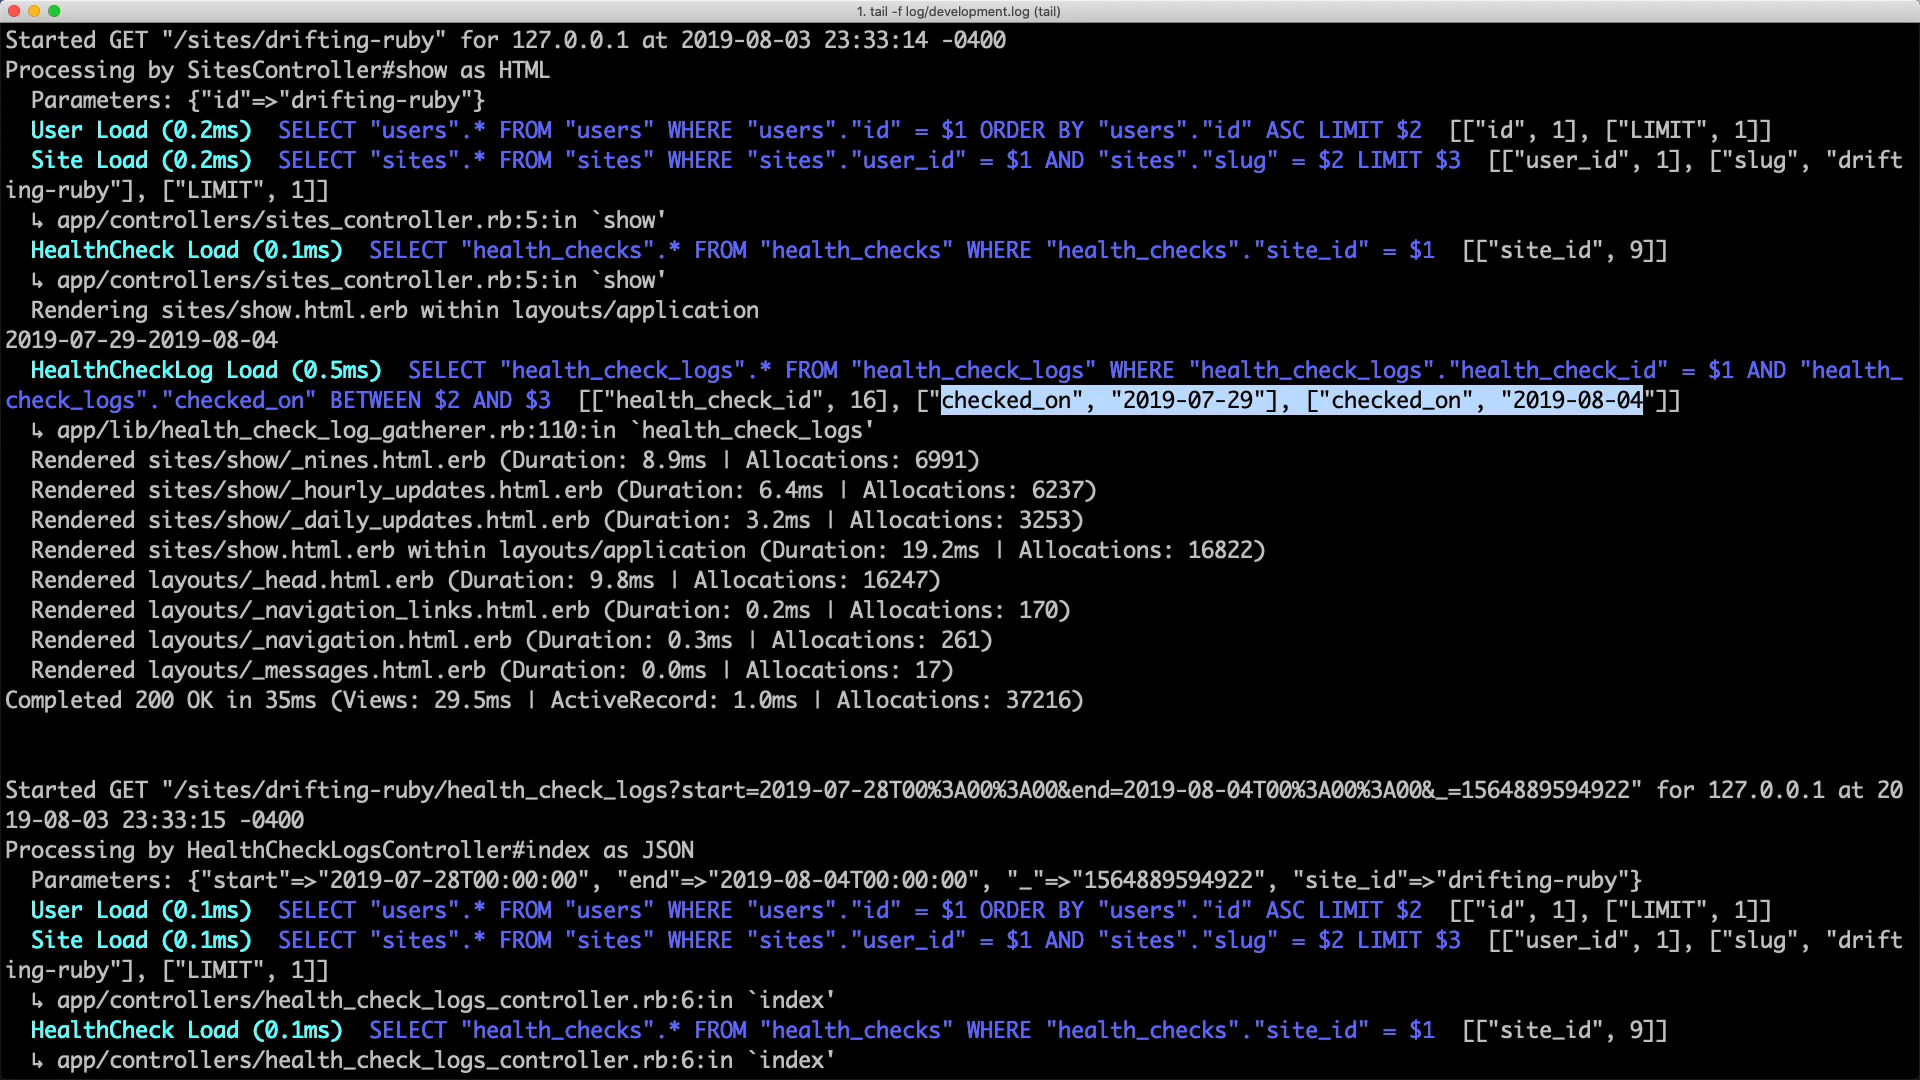 1. tail -f log/development.log (tail)
Started GET "/sites/drifting-ruby" for 127.0.0.1 at 2019-08-03 23:33:14 -0400
Processing by SitesController#show as HTML
  Parameters: {"id"=>"drifting-ruby"}
  User Load (0.2ms)  SELECT "users".* FROM "users" WHERE "users"."id" = $1 ORDER BY "users"."id" ASC LIMIT $2  [["id", 1], ["LIMIT", 1]]
  Site Load (0.2ms)  SELECT "sites".* FROM "sites" WHERE "sites"."user_id" = $1 AND "sites"."slug" = $2 LIMIT $3  [["user_id", 1], ["slug", "drift
ing-ruby"], ["LIMIT", 1]]
  ↳ app/controllers/sites_controller.rb:5:in `show'
  HealthCheck Load (0.1ms)  SELECT "health_checks".* FROM "health_checks" WHERE "health_checks"."site_id" = $1  [["site_id", 9]]
  ↳ app/controllers/sites_controller.rb:5:in `show'
  Rendering sites/show.html.erb within layouts/application
2019-07-29-2019-08-04
  HealthCheckLog Load (0.5ms)  SELECT "health_check_logs".* FROM "health_check_logs" WHERE "health_check_logs"."health_check_id" = $1 AND "health_
check_logs"."checked_on" BETWEEN $2 AND $3  [["health_check_id", 16], ["checked_on", "2019-07-29"], ["checked_on", "2019-08-04"]]
  ↳ app/lib/health_check_log_gatherer.rb:110:in `health_check_logs'
  Rendered sites/show/_nines.html.erb (Duration: 8.9ms | Allocations: 6991)
  Rendered sites/show/_hourly_updates.html.erb (Duration: 6.4ms | Allocations: 6237)
  Rendered sites/show/_daily_updates.html.erb (Duration: 3.2ms | Allocations: 3253)
  Rendered sites/show.html.erb within layouts/application (Duration: 19.2ms | Allocations: 16822)
  Rendered layouts/_head.html.erb (Duration: 9.8ms | Allocations: 16247)
  Rendered layouts/_navigation_links.html.erb (Duration: 0.2ms | Allocations: 170)
  Rendered layouts/_navigation.html.erb (Duration: 0.3ms | Allocations: 261)
  Rendered layouts/_messages.html.erb (Duration: 0.0ms | Allocations: 17)
Completed 200 OK in 35ms (Views: 29.5ms | ActiveRecord: 1.0ms | Allocations: 37216)
Started GET "/sites/drifting-ruby/health_check_logs?start=2019-07-28T00%3A00%3A00&end=2019-08-04T00%3A00%3A00&_=1564889594922" for 127.0.0.1 at 20
19-08-03 23:33:15 -0400
Processing by HealthCheckLogsController#index as JSON
  Parameters: {"start"=>"2019-07-28T00:00:00", "end"=>"2019-08-04T00:00:00", "_"=>"1564889594922", "site_id"=>"drifting-ruby"}
  User Load (0.1ms)  SELECT "users".* FROM "users" WHERE "users"."id" = $1 ORDER BY "users"."id" ASC LIMIT $2  [["id", 1], ["LIMIT", 1]]
  Site Load (0.1ms)  SELECT "sites".* FROM "sites" WHERE "sites"."user_id" = $1 AND "sites"."slug" = $2 LIMIT $3  [["user_id", 1], ["slug", "drift
ing-ruby"], ["LIMIT", 1]]
  ↳ app/controllers/health_check_logs_controller.rb:6:in `index'
  HealthCheck Load (0.1ms)  SELECT "health_checks".* FROM "health_checks" WHERE "health_checks"."site_id" = $1  [["site_id", 9]]
  ↳ app/controllers/health_check_logs_controller.rb:6:in `index'